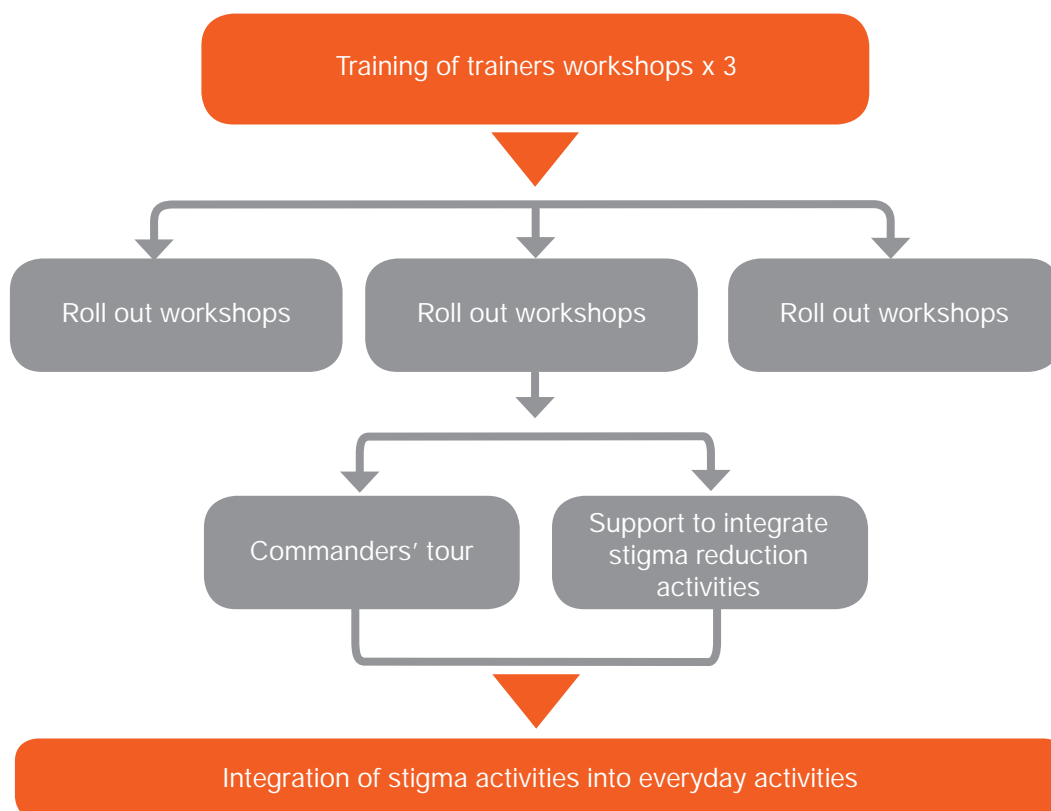 Training of trainers workshops x 3
Roll out workshops
Roll out workshops
Roll out workshops
Commanders’ tour
Support to integrate
stigma reduction
activities
Integration of stigma activities into everyday activities